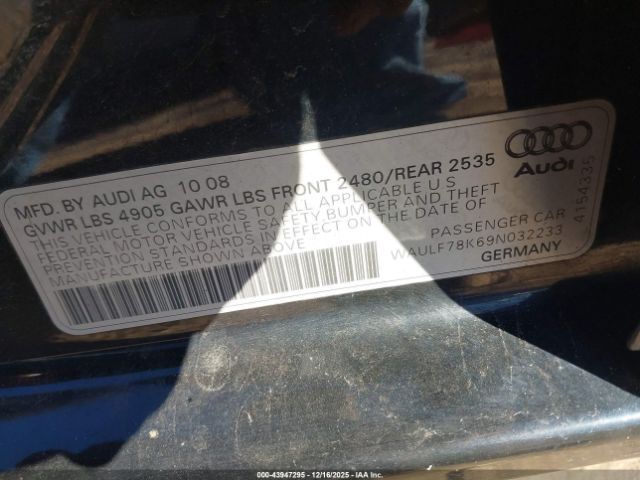 MFD. BY AUDI AG 10 08
GVWR LBS 4905 GAWR LBS FRONT 2480/REAR 2535
THIS VEHICLE CONFORMS TO ALL APPLICABLE U S
FEDERAL MOTOR VEHICLE SAFETY,BUMPER AND THEFT
PREVENTION STANDARDS IN EFFECT ON THE DATE OF
MANUFACTURE SHOWN ABOVE
Audi
4154335
PASSENGER CAR
WAULF78K69N032233
GERMANY
000-43947295 - 12/16/2025 - IAAI.COM